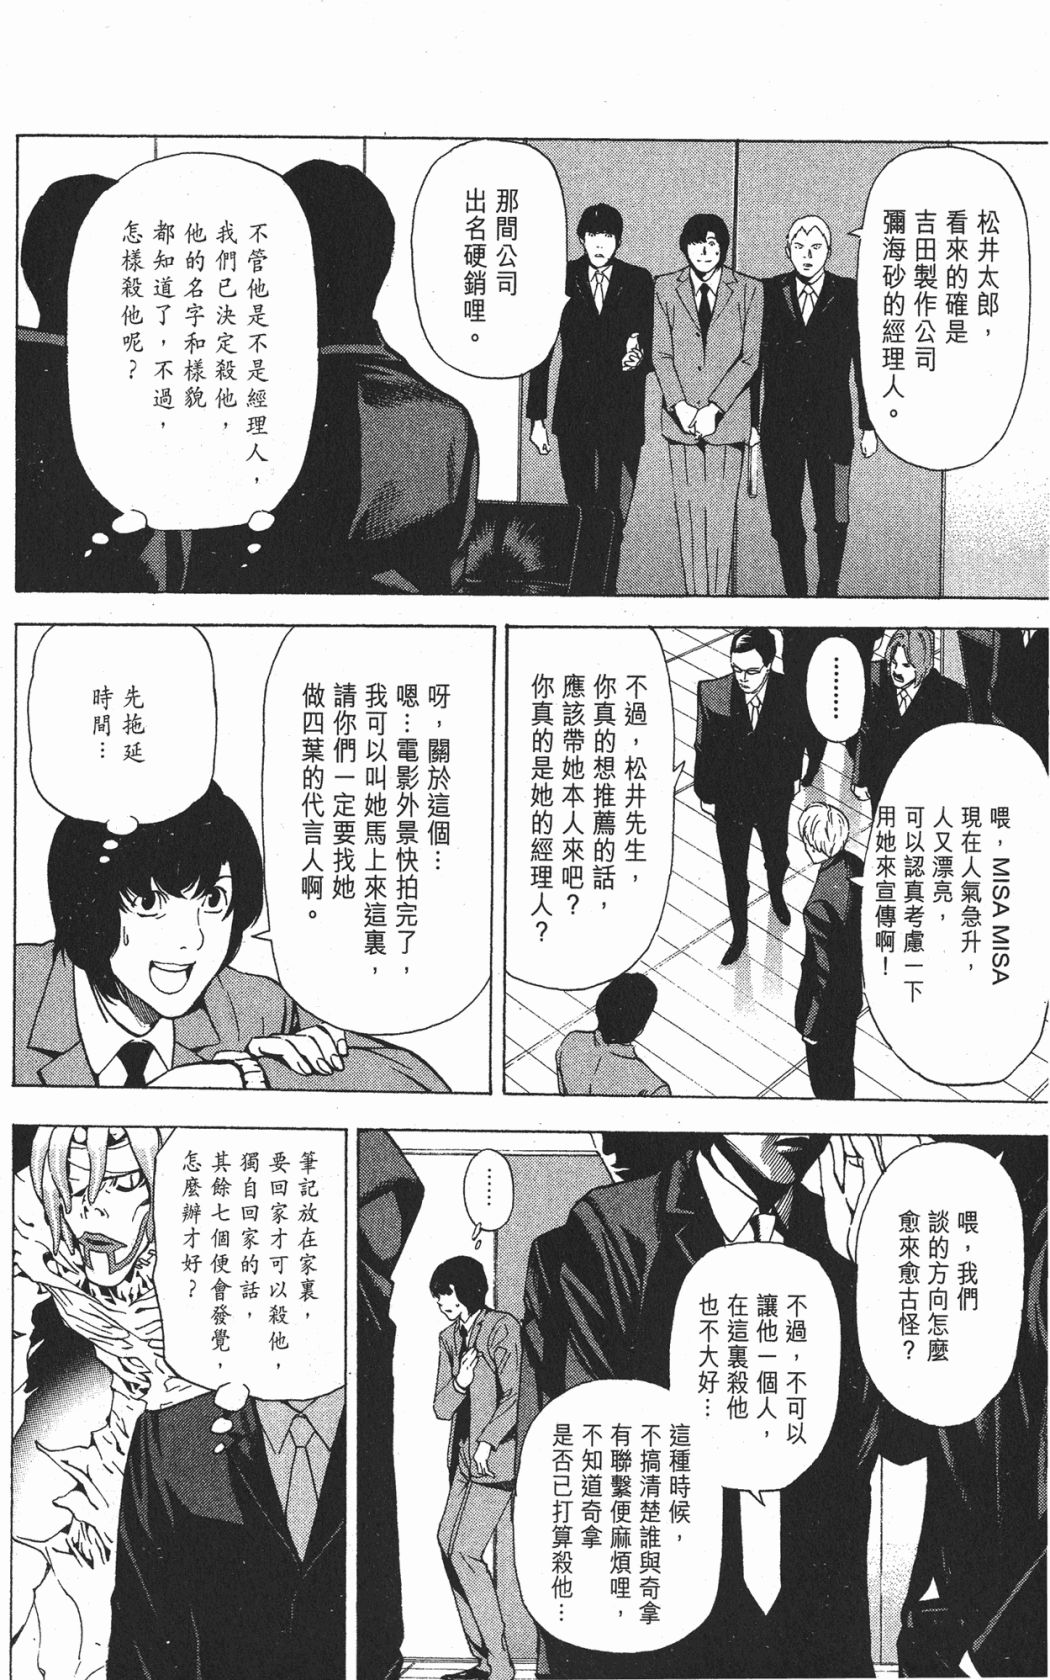 松井太郎，
看來的確是
吉田製作公司
彌海砂的經理人。
那間公司
出名硬銷哩。
不管他是不是經理人，
我們已決定殺他，
他的名字和樣貌
都知道了，不過，
怎樣殺他呢？
喂，MISA MISA
現在人氣急升，
人又漂亮，
可以認真考慮一下
用她來宣傳啊！
………
不過，松井先生，
你真的想推薦的話，
應該帶她本人來吧？
你真的是她的經理人？
呀，關於這個…
嗯…電影外景快拍完了，
我可以叫她馬上來這裏，
請你們一定要找她
做四葉的代言人啊。
先拖延
時間…
喂，我們
談的方向怎麼
愈來愈古怪？
不過，不可以
讓他一個人，
在這裏殺他
也不大好…
這種時候，
不搞清楚誰與奇拿
有聯繫便麻煩哩，
不知道奇拿
是否已打算殺他…
……
筆記放在家裏，
要回家才可以殺他，
獨自回家的話，
其餘七個便會發覺，
怎麼辦才好？